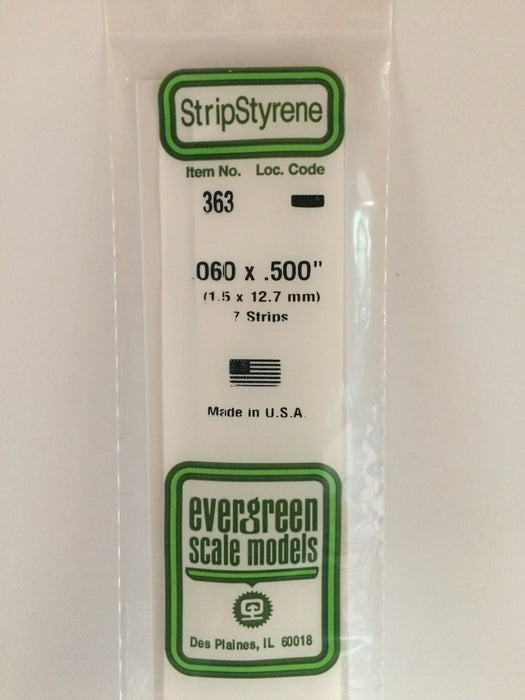 StripStyrene
Item No. Loc. Code
363
.060 x .500"
(1.5 x 12.7 mm)
7 Strips
Made in U.S.A.
evergreen
scale models
Des Plaines, IL 60018